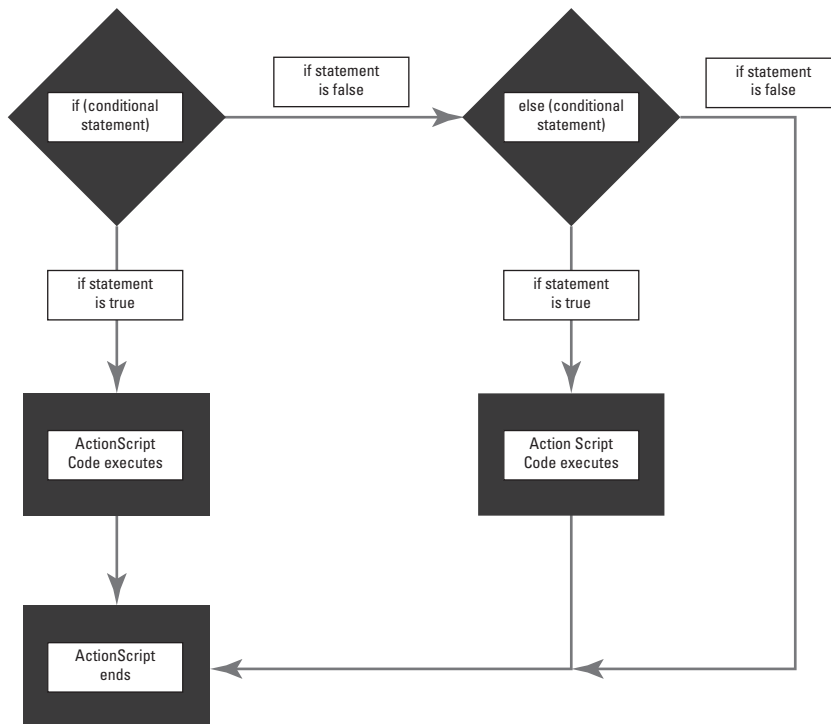 if (conditional
statement)
if statement
is false
else (conditional
statement)
if statement
is false
if statement
is true
if statement
is true
ActionScript
Code executes
Action Script
Code executes
ActionScript
ends